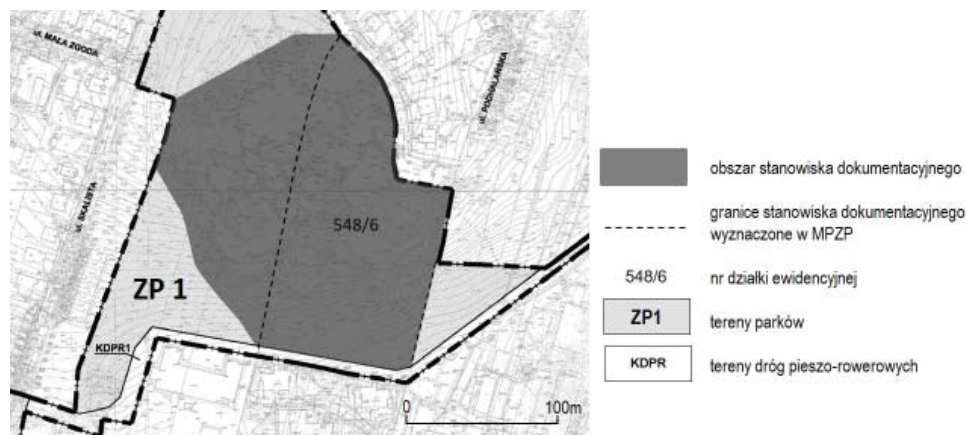 ul. MAŁA ZGODA
ul. PODHALAŃSKA
ul. SKALISTA
548/6
ZP 1
KDPR1
0 100m
obszar stanowiska dokumentacyjnego
granice stanowiska dokumentacyjnego
wyznaczone w MPZP
548/6 nr działki ewidencyjnej
ZP1 tereny parków
KDPR tereny dróg pieszo-rowerowych